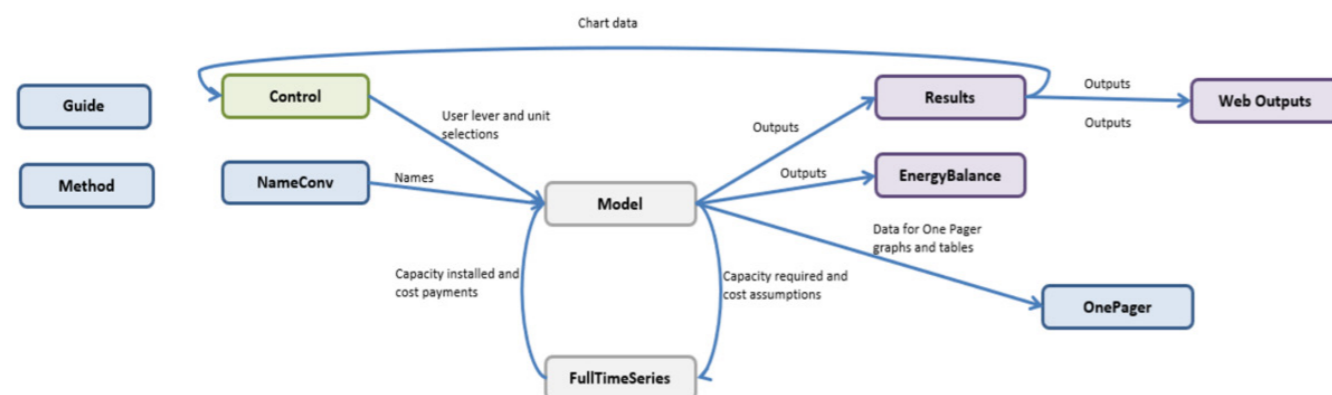 Chart data
Guide
Control
Results
Outputs
Web Outputs
User lever and unit
selections
Outputs
Outputs
Method
NameConv
Names
Outputs
EnergyBalance
Model
Data for One Pager
graphs and tables
Capacity installed and
cost payments
Capacity required and
cost assumptions
OnePager
FullTimeSeries